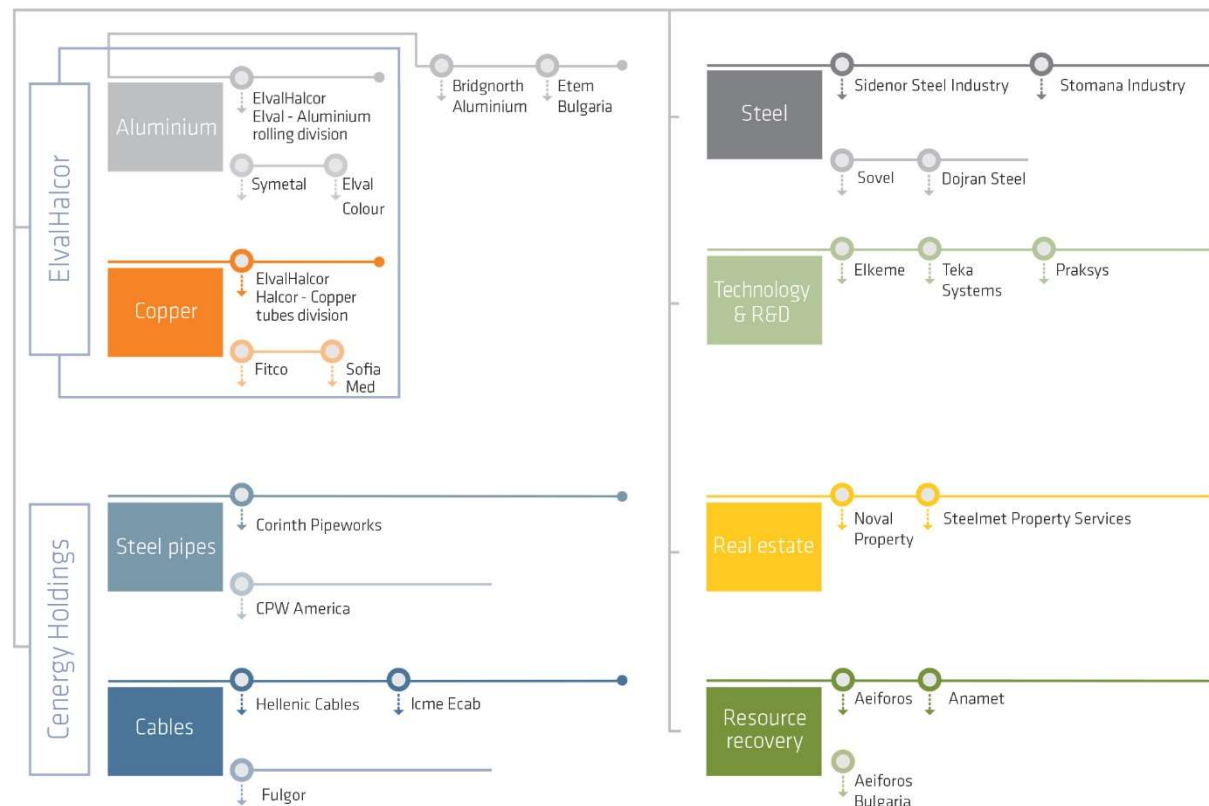 ElvalHalcor
Aluminium
ElvalHalcor
Elval - Aluminium
rolling division
Symetal
Elval
Colour
Bridgnorth
Aluminium
Etem
Bulgaria
Copper
ElvalHalcor
Halcor - Copper
tubes division
Fitco
Sofia
Med
Cenergy Holdings
Steel pipes
Corinth Pipeworks
CPW America
Cables
Hellenic Cables
Icme Ecab
Fulgor
Steel
Sidenor Steel Industry
Stomana Industry
Sovel
Dojran Steel
Technology
& R&D
Elkeme
Teka
Systems
Praksys
Real estate
Noval
Property
Steelmet Property Services
Resource
recovery
Aeiforos
Anamet
Aeiforos
Bulgaria